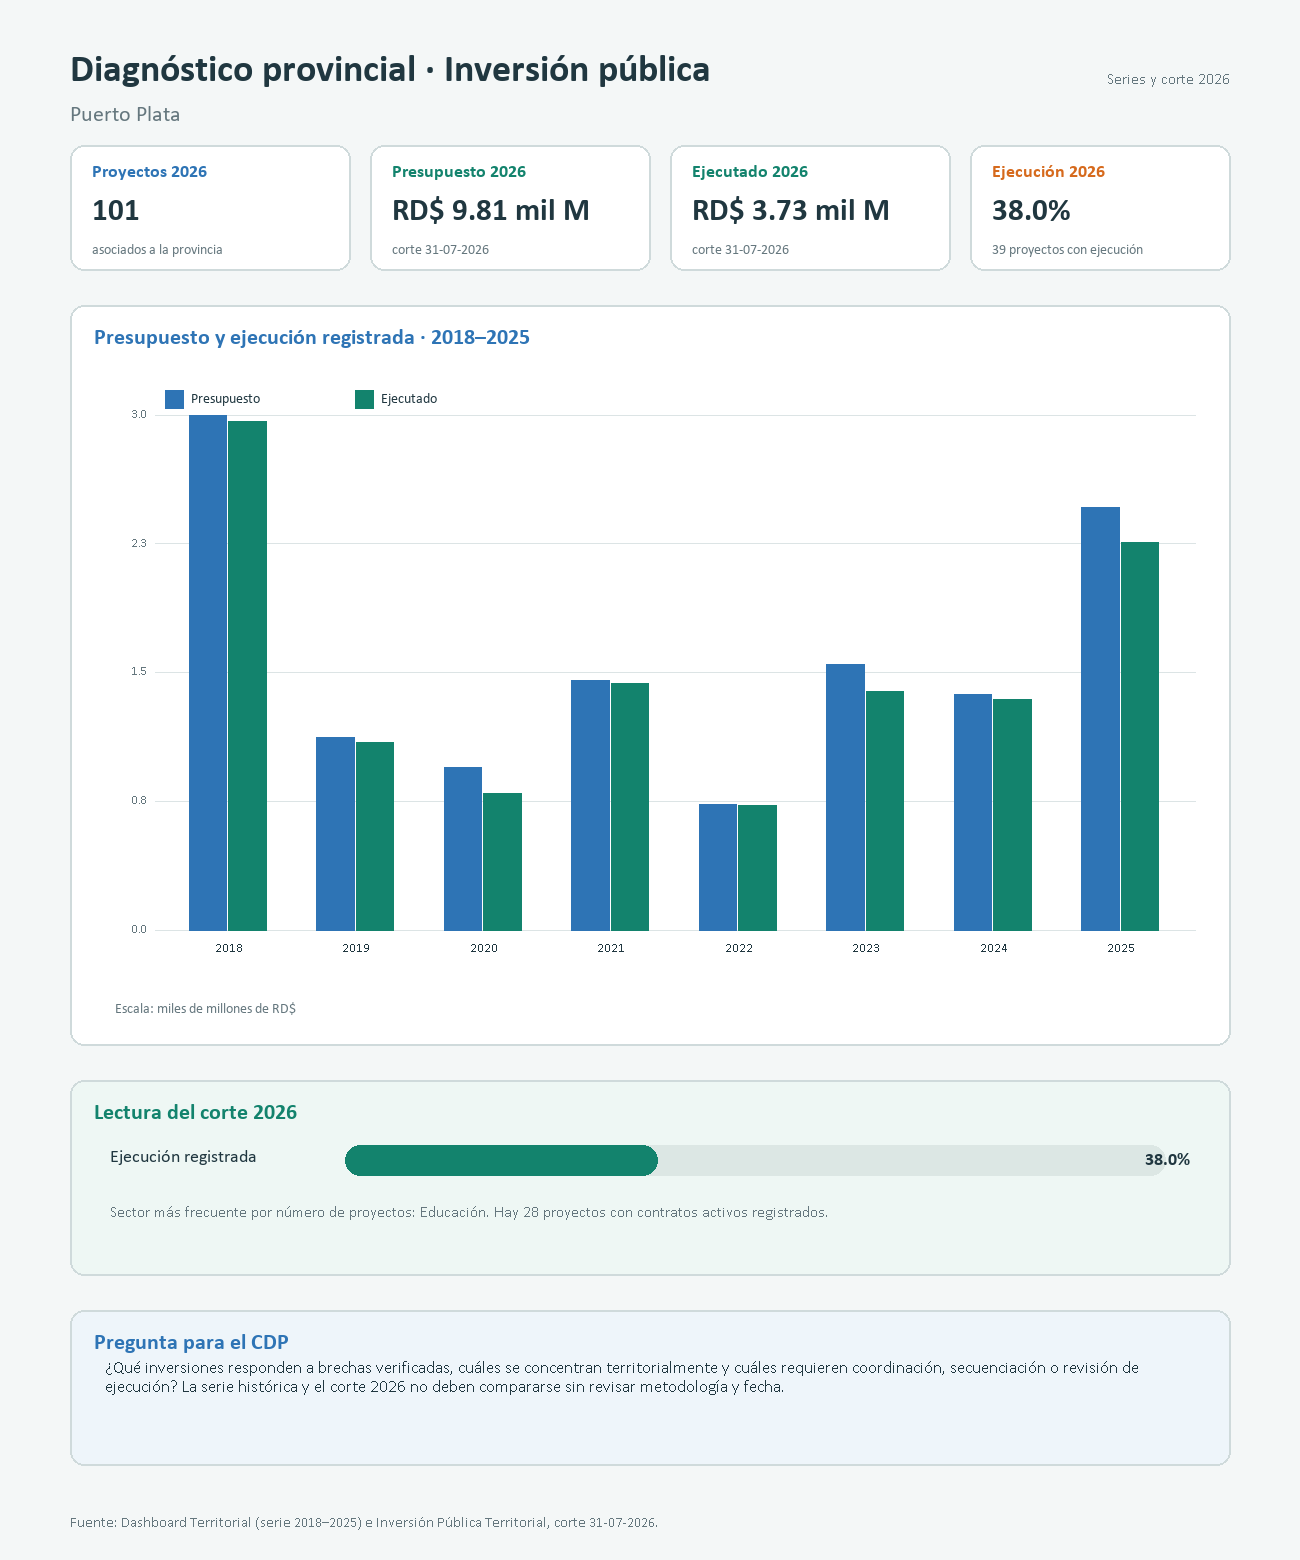 Diagnóstico provincial · Inversión pública
Series y corte 2026
Puerto Plata
Proyectos 2026
101
asociados a la provincia
Presupuesto 2026
RD$ 9.81 mil M
corte 31-07-2026
Ejecutado 2026
RD$ 3.73 mil M
corte 31-07-2026
Ejecución 2026
38.0%
39 proyectos con ejecución
Presupuesto y ejecución registrada · 2018–2025
Presupuesto
Ejecutado
3.0
2.3
1.5
0.8
0.0
2018
2019
2020
2021
2022
2023
2024
2025
Escala: miles de millones de RD$
Lectura del corte 2026
Ejecución registrada
38.0%
Sector más frecuente por número de proyectos: Educación. Hay 28 proyectos con contratos activos registrados.
Pregunta para el CDP
¿Qué inversiones responden a brechas verificadas, cuáles se concentran territorialmente y cuáles requieren coordinación, secuenciación o revisión de
ejecución? La serie histórica y el corte 2026 no deben compararse sin revisar metodología y fecha.
Fuente: Dashboard Territorial (serie 2018–2025) e Inversión Pública Territorial, corte 31-07-2026.